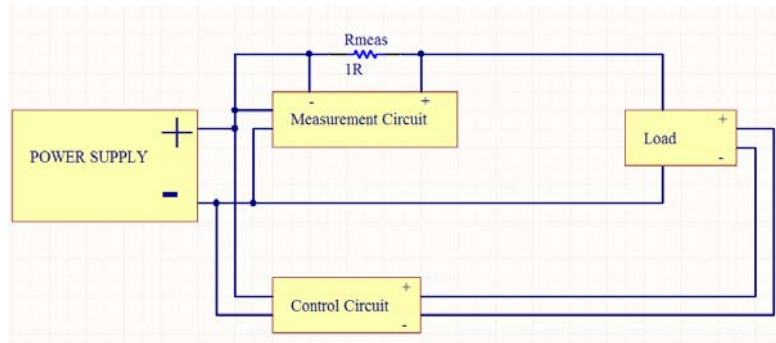 Rmeas
1R
- +
Measurement Circuit
POWER SUPPLY
+
-
Load
+
-
Control Circuit
+
-